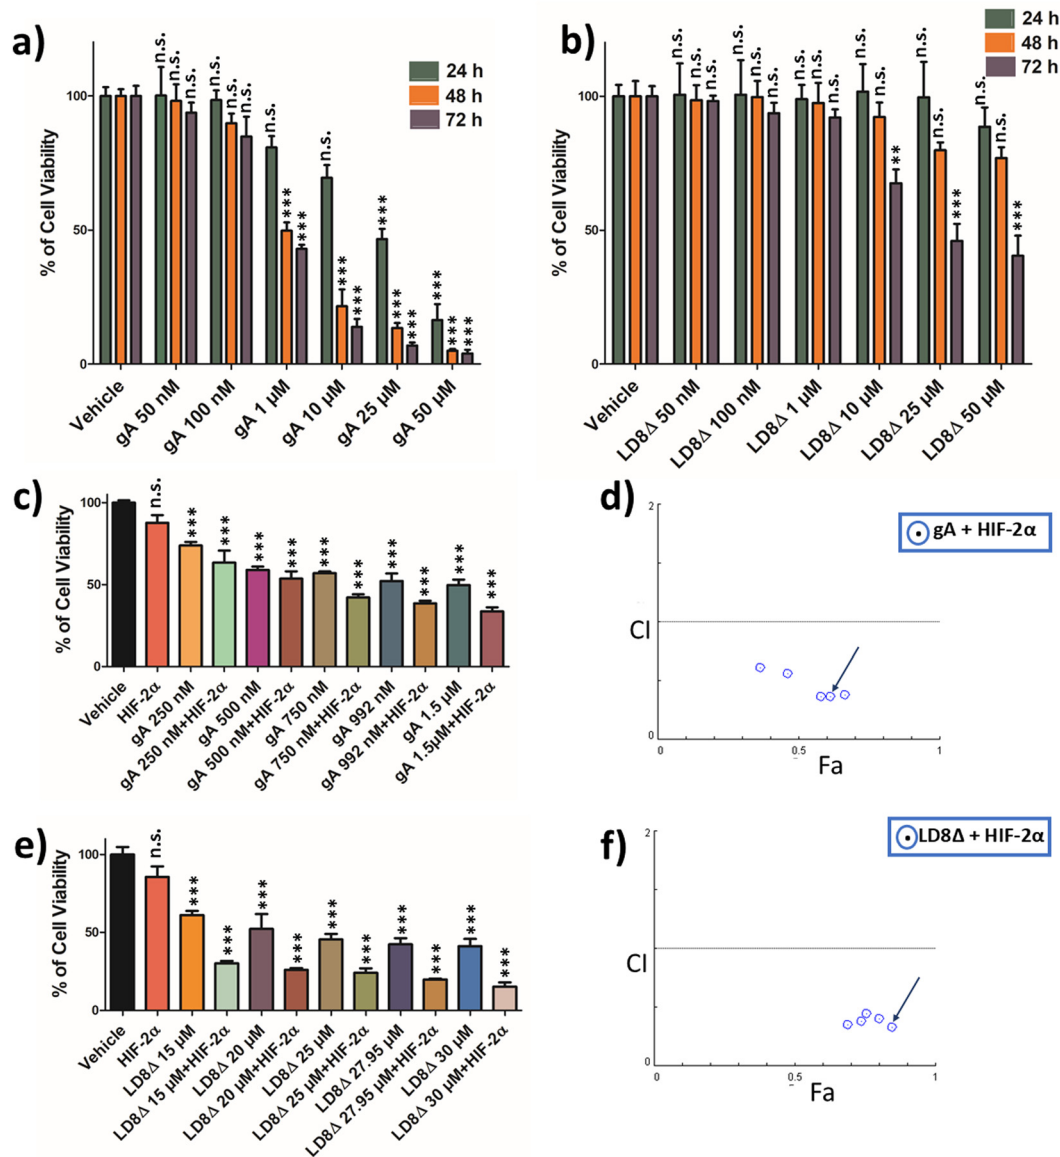 a)
24 h
48 h
72 h
% of Cell Viability
100
50
0
n.s.
n.s.
n.s.
n.s.
n.s.
n.s.
n.s.
***
***
n.s.
***
***
***
***
***
***
***
***
Vehicle
gA 50 nM
gA 100 nM
gA 1 µM
gA 10 µM
gA 25 µM
gA 50 µM
b)
24 h
48 h
72 h
% of Cell Viability
100
50
0
n.s.
n.s.
n.s.
n.s.
n.s.
n.s.
n.s.
n.s.
n.s.
n.s.
n.s.
**
n.s.
n.s.
***
n.s.
n.s.
***
Vehicle
LD8Δ 50 nM
LD8Δ 100 nM
LD8Δ 1 µM
LD8Δ 10 µM
LD8Δ 25 µM
LD8Δ 50 µM
c)
% of Cell Viability
100
50
0
n.s.
***
***
***
***
***
***
***
***
***
***
Vehicle
HIF-2α
gA 250 nM
gA 250 nM+HIF-2α
gA 500 nM
gA 500 nM+HIF-2α
gA 750 nM
gA 750 nM+HIF-2α
gA 992 nM
gA 992 nM+HIF-2α
gA 1.5 µM
gA 1.5µM+HIF-2α
d)
gA + HIF-2α
2
CI
0
0
0.5
1
Fa
e)
% of Cell Viability
100
50
0
n.s.
***
***
***
***
***
***
***
***
***
***
Vehicle
HIF-2α
LD8Δ 15 µM
LD8Δ 15 µM+HIF-2α
LD8Δ 20 µM
LD8Δ 20 µM+HIF-2α
LD8Δ 25 µM
LD8Δ 25 µM+HIF-2α
LD8Δ 27.95 µM
LD8Δ 27.95 µM+HIF-2α
LD8Δ 30 µM
LD8Δ 30 µM+HIF-2α
f)
LD8Δ + HIF-2α
2
CI
0
0
0.5
1
Fa